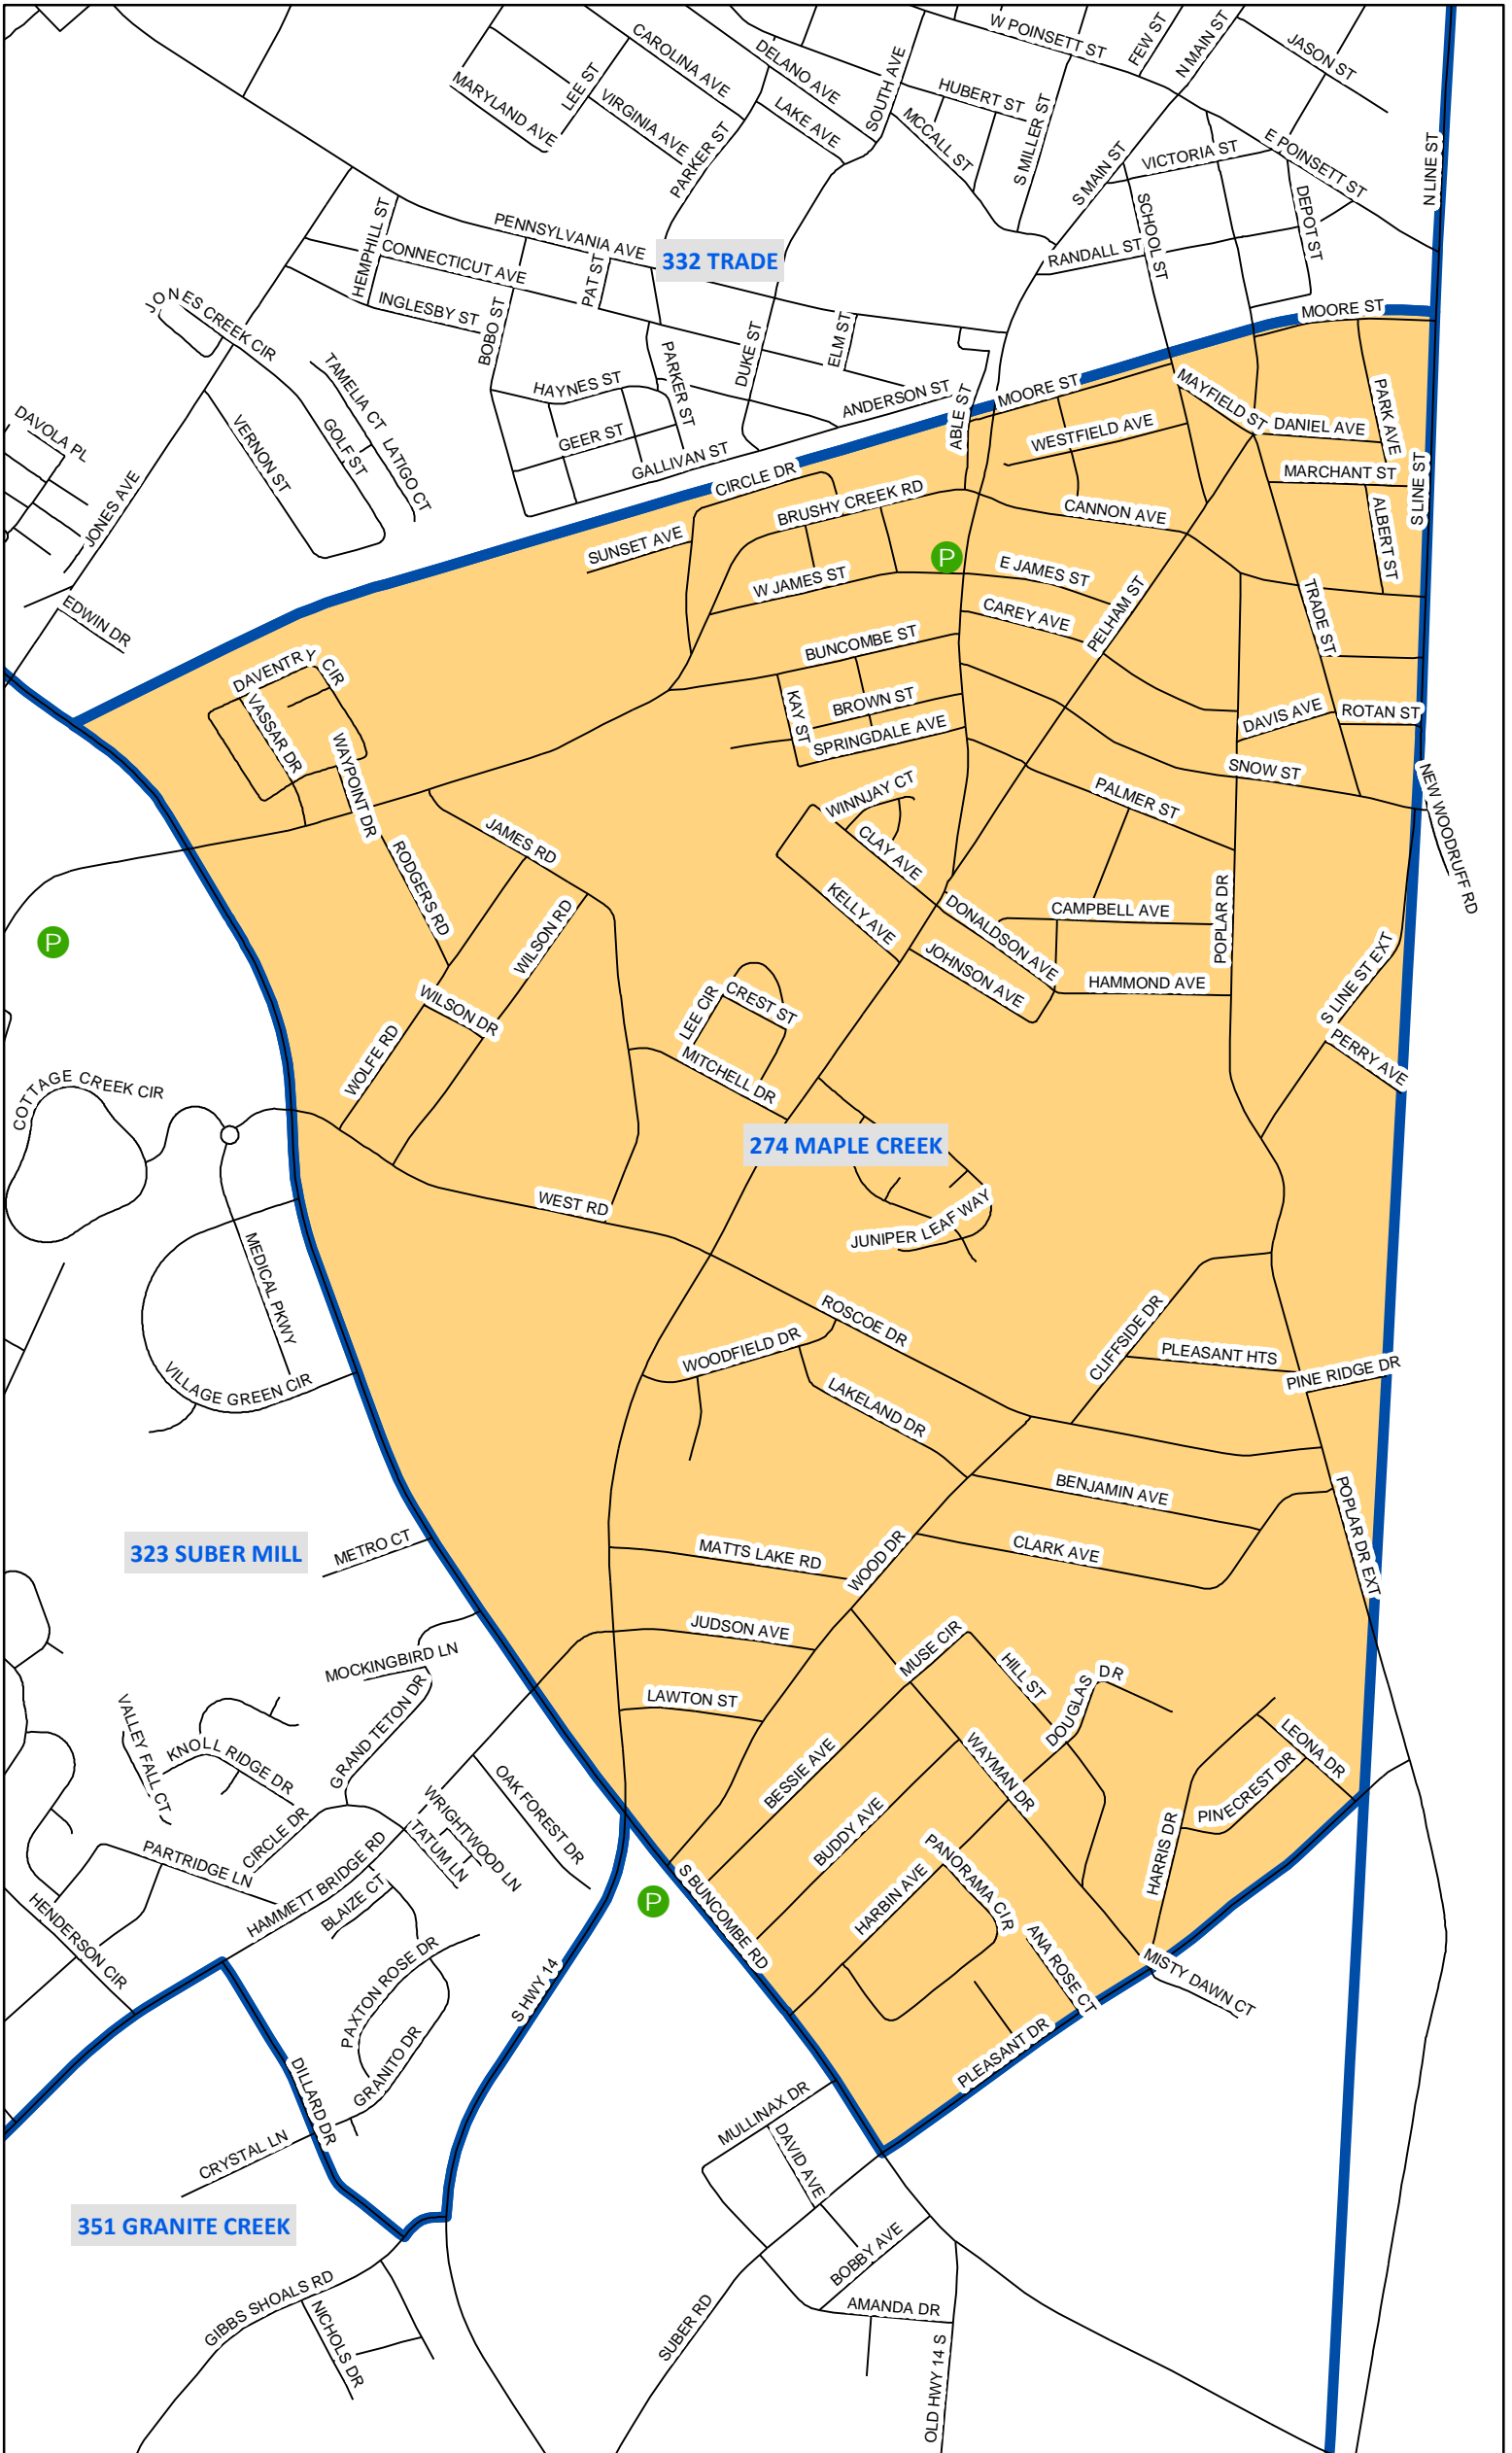 W POINSETT ST
FEW ST
N MAIN ST
JASON ST
CAROLINA AVE
DELANO AVE
SOUTH AVE
LEE ST
MARYLAND AVE
VIRGINIA AVE
LAKE AVE
HUBERT ST
MCCALL ST
S MILLER ST
PARKER ST
S MAIN ST
VICTORIA ST
E POINSETT ST
N LINE ST
HEMPHILL ST
PENNSYLVANIA AVE
332 TRADE
SCHOOL ST
DEPOT ST
CONNECTICUT AVE
PAT ST
RANDALL ST
JONES CREEK CIR
INGLESBY ST
BOBO ST
MOORE ST
ELM ST
DUKE ST
TAMELIA CT
PARKER ST
HAYNES ST
ANDERSON ST
ABLE ST
MOORE ST
MAYFIELD ST
PARK AVE
DAVOLA PL
VERNON ST
GOLF ST
LATIGO CT
GEER ST
GALLIVAN ST
WESTFIELD AVE
DANIEL AVE
MARCHANT ST
S LINE ST
JONES AVE
CIRCLE DR
BRUSHY CREEK RD
CANNON AVE
ALBERT ST
SUNSET AVE
P
W JAMES ST
E JAMES ST
EDWIN DR
CAREY AVE
PELHAM ST
TRADE ST
BUNCOMBE ST
DAVENTRY CIR
VASSAR DR
KAY ST
BROWN ST
DAVIS AVE
ROTAN ST
WAYPOINT DR
SPRINGDALE AVE
SNOW ST
NEW WOODRUFF RD
WINNJAY CT
PALMER ST
JAMES RD
CLAY AVE
RODGERS RD
KELLY AVE
DONALDSON AVE
CAMPBELL AVE
POPLAR DR
P
WILSON RD
JOHNSON AVE
HAMMOND AVE
S LINE ST EXT
WILSON DR
LEE CIR
CREST ST
WOLFE RD
MITCHELL DR
PERRY AVE
COTTAGE CREEK CIR
274 MAPLE CREEK
WEST RD
JUNIPER LEAF WAY
MEDICAL PKWY
ROSCOE DR
WOODFIELD DR
CLIFFSIDE DR
PLEASANT HTS
PINE RIDGE DR
VILLAGE GREEN CIR
LAKELAND DR
BENJAMIN AVE
323 SUBER MILL
METRO CT
MATTS LAKE RD
WOOD DR
CLARK AVE
POPLAR DR EXT
JUDSON AVE
MUSE CIR
MOCKINGBIRD LN
HILL ST
DOUGLAS DR
LAWTON ST
GRAND TETON DR
VALLEY FALL CT
KNOLL RIDGE DR
WAYMAN DR
LEONA DR
BESSIE AVE
PINECREST DR
OAK FOREST DR
WRIGHTWOOD LN
BUDDY AVE
CIRCLE DR
TATUM LN
HARRIS DR
PARTRIDGE LN
HAMMETT BRIDGE RD
PANORAMA CIR
BLAIZE CT
P
S BUNCOMBE RD
HARBIN AVE
HENDERSON CIR
ANA ROSE CT
MISTY DAWN CT
PAXTON ROSE DR
S HWY 14
PLEASANT DR
GRANITO DR
DILLARD DR
MULLINAX DR
CRYSTAL LN
DAVID AVE
351 GRANITE CREEK
BOBBY AVE
GIBBS SHOALS RD
AMANDA DR
NICHOLS DR
SUBER RD
OLD HWY 14 S